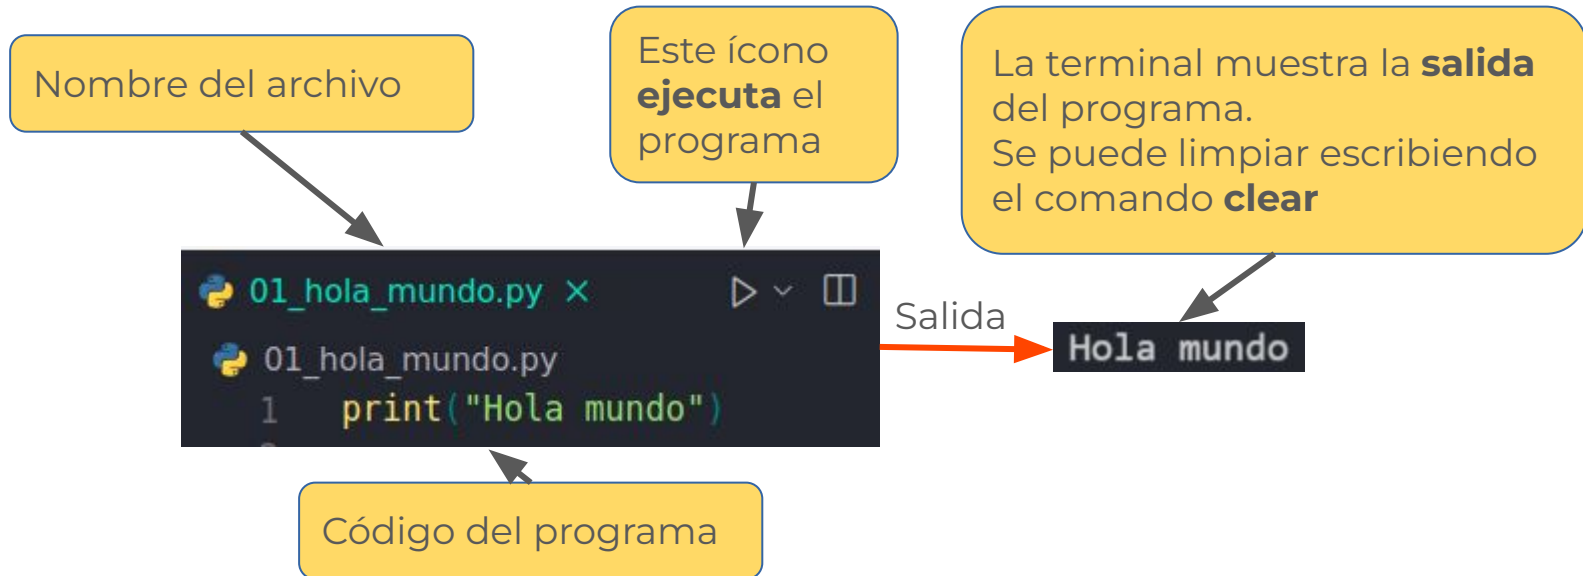 Nombre del archivo
Este ícono
ejecuta el
programa
La terminal muestra la salida
del programa.
Se puede limpiar escribiendo
el comando clear
01_hola_mundo.py
01_hola_mundo.py
1 print("Hola mundo")
Salida
Hola mundo
Código del programa